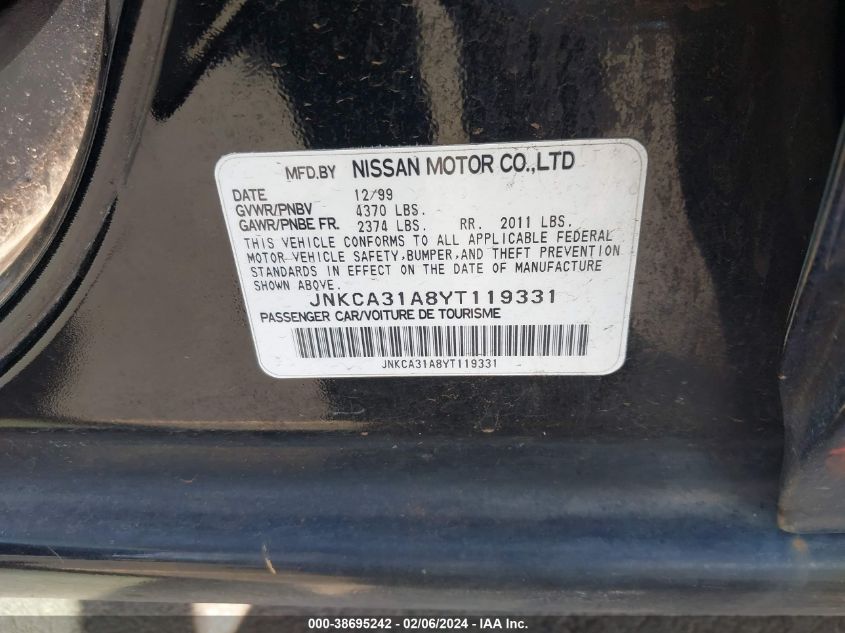 MFD.BY NISSAN MOTOR CO.,LTD
DATE 12/99
GVWR/PNBV 4370 LBS.
GAWR/PNBE FR. 2374 LBS. RR. 2011 LBS.
THIS VEHICLE CONFORMS TO ALL APPLICABLE FEDERAL
MOTOR VEHICLE SAFETY,BUMPER,AND THEFT PREVENTION
STANDARDS IN EFFECT ON THE DATE OF MANUFACTURE
SHOWN ABOVE.
JNKCA31A8YT119331
PASSENGER CAR/VOITURE DE TOURISME
JNKCA31A8YT119331
000-38695242 - 02/06/2024 - IAA Inc.